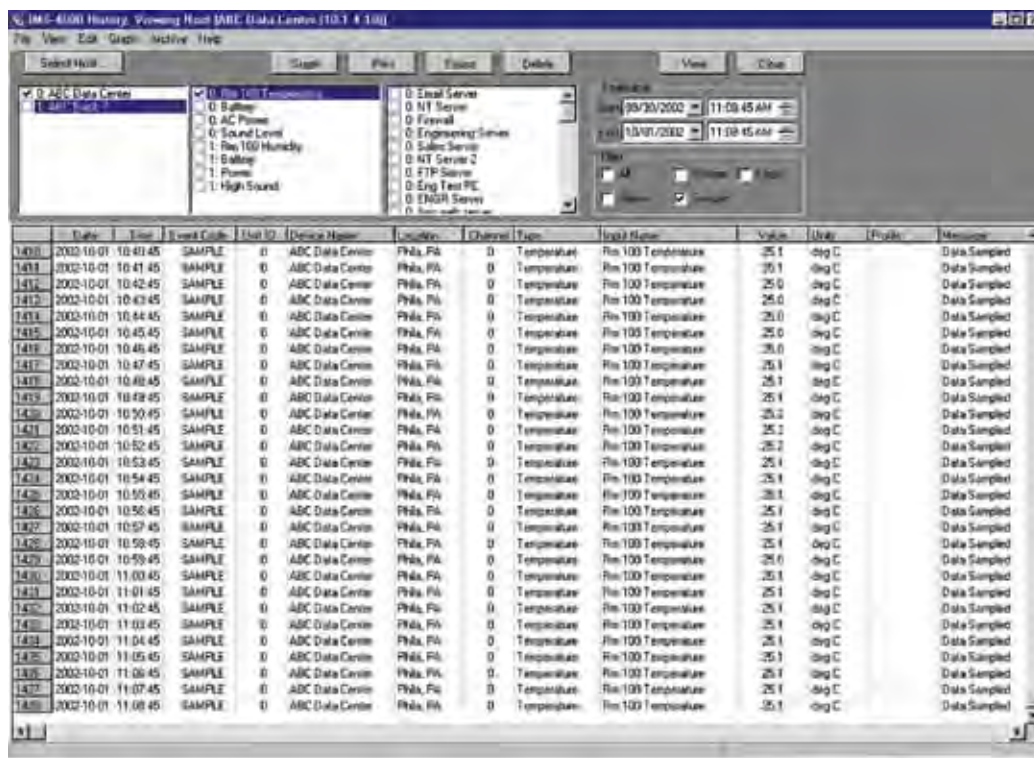 IMS-4000 History, Viewing Host [ABC Data Center (10.1.4.10)]
File View Edit Graph Archive Help
Select Host... Graph Print Export Delete View Close
0: ABC Data Center
0: Rm 100 Temperature
0: Battery
0: AC Power
0: Sound Level
1: Rm 100 Humidity
1: Battery
1: Power
1: High Sound
0: Email Server
0: NT Server
0: Firewall
0: Engineering Server
0: Sales Server
0: NT Server 2
0: FTP Server
0: Eng Test PC
0: ENGR Server
09/30/2002 11:09:45 AM
10/01/2002 11:09:45 AM
All
Date Time Event Code Unit ID Device Name Location Channel Type Input Name Value Units Profile Message
1410 2002-10-01 10:40:45 SAMPLE 0 ABC Data Center Phila, PA 0 Temperature Rm 100 Temperature 25.1 deg C Data Sampled
1411 2002-10-01 10:41:45 SAMPLE 0 ABC Data Center Phila, PA 0 Temperature Rm 100 Temperature 25.1 deg C Data Sampled
1412 2002-10-01 10:42:45 SAMPLE 0 ABC Data Center Phila, PA 0 Temperature Rm 100 Temperature 25.0 deg C Data Sampled
1413 2002-10-01 10:43:45 SAMPLE 0 ABC Data Center Phila, PA 0 Temperature Rm 100 Temperature 25.0 deg C Data Sampled
1414 2002-10-01 10:44:45 SAMPLE 0 ABC Data Center Phila, PA 0 Temperature Rm 100 Temperature 25.0 deg C Data Sampled
1415 2002-10-01 10:45:45 SAMPLE 0 ABC Data Center Phila, PA 0 Temperature Rm 100 Temperature 25.0 deg C Data Sampled
1416 2002-10-01 10:46:45 SAMPLE 0 ABC Data Center Phila, PA 0 Temperature Rm 100 Temperature 25.0 deg C Data Sampled
1417 2002-10-01 10:47:45 SAMPLE 0 ABC Data Center Phila, PA 0 Temperature Rm 100 Temperature 25.1 deg C Data Sampled
1418 2002-10-01 10:48:45 SAMPLE 0 ABC Data Center Phila, PA 0 Temperature Rm 100 Temperature 25.1 deg C Data Sampled
1419 2002-10-01 10:49:45 SAMPLE 0 ABC Data Center Phila, PA 0 Temperature Rm 100 Temperature 25.1 deg C Data Sampled
1420 2002-10-01 10:50:45 SAMPLE 0 ABC Data Center Phila, PA 0 Temperature Rm 100 Temperature 25.2 deg C Data Sampled
1421 2002-10-01 10:51:45 SAMPLE 0 ABC Data Center Phila, PA 0 Temperature Rm 100 Temperature 25.2 deg C Data Sampled
1422 2002-10-01 10:52:45 SAMPLE 0 ABC Data Center Phila, PA 0 Temperature Rm 100 Temperature 25.2 deg C Data Sampled
1423 2002-10-01 10:53:45 SAMPLE 0 ABC Data Center Phila, PA 0 Temperature Rm 100 Temperature 25.1 deg C Data Sampled
1424 2002-10-01 10:54:45 SAMPLE 0 ABC Data Center Phila, PA 0 Temperature Rm 100 Temperature 25.1 deg C Data Sampled
1425 2002-10-01 10:55:45 SAMPLE 0 ABC Data Center Phila, PA 0 Temperature Rm 100 Temperature 25.1 deg C Data Sampled
1426 2002-10-01 10:56:45 SAMPLE 0 ABC Data Center Phila, PA 0 Temperature Rm 100 Temperature 25.1 deg C Data Sampled
1427 2002-10-01 10:57:45 SAMPLE 0 ABC Data Center Phila, PA 0 Temperature Rm 100 Temperature 25.1 deg C Data Sampled
1428 2002-10-01 10:58:45 SAMPLE 0 ABC Data Center Phila, PA 0 Temperature Rm 100 Temperature 25.1 deg C Data Sampled
1429 2002-10-01 10:59:45 SAMPLE 0 ABC Data Center Phila, PA 0 Temperature Rm 100 Temperature 25.0 deg C Data Sampled
1430 2002-10-01 11:00:45 SAMPLE 0 ABC Data Center Phila, PA 0 Temperature Rm 100 Temperature 25.1 deg C Data Sampled
1431 2002-10-01 11:01:45 SAMPLE 0 ABC Data Center Phila, PA 0 Temperature Rm 100 Temperature 25.1 deg C Data Sampled
1432 2002-10-01 11:02:45 SAMPLE 0 ABC Data Center Phila, PA 0 Temperature Rm 100 Temperature 25.1 deg C Data Sampled
1433 2002-10-01 11:03:45 SAMPLE 0 ABC Data Center Phila, PA 0 Temperature Rm 100 Temperature 25.1 deg C Data Sampled
1434 2002-10-01 11:04:45 SAMPLE 0 ABC Data Center Phila, PA 0 Temperature Rm 100 Temperature 25.1 deg C Data Sampled
1435 2002-10-01 11:05:45 SAMPLE 0 ABC Data Center Phila, PA 0 Temperature Rm 100 Temperature 25.1 deg C Data Sampled
1436 2002-10-01 11:06:45 SAMPLE 0 ABC Data Center Phila, PA 0 Temperature Rm 100 Temperature 25.1 deg C Data Sampled
1437 2002-10-01 11:07:45 SAMPLE 0 ABC Data Center Phila, PA 0 Temperature Rm 100 Temperature 25.1 deg C Data Sampled
1438 2002-10-01 11:08:45 SAMPLE 0 ABC Data Center Phila, PA 0 Temperature Rm 100 Temperature 25.1 deg C Data Sampled